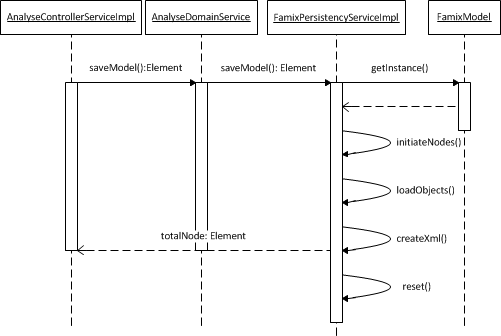 AnalyseControllerServiceImpl
AnalyseDomainService
FamixPersistencyServiceImpl
FamixModel
saveModel():Element
saveModel(): Element
getInstance()
initiateNodes()
loadObjects()
totalNode: Element
createXml()
reset()